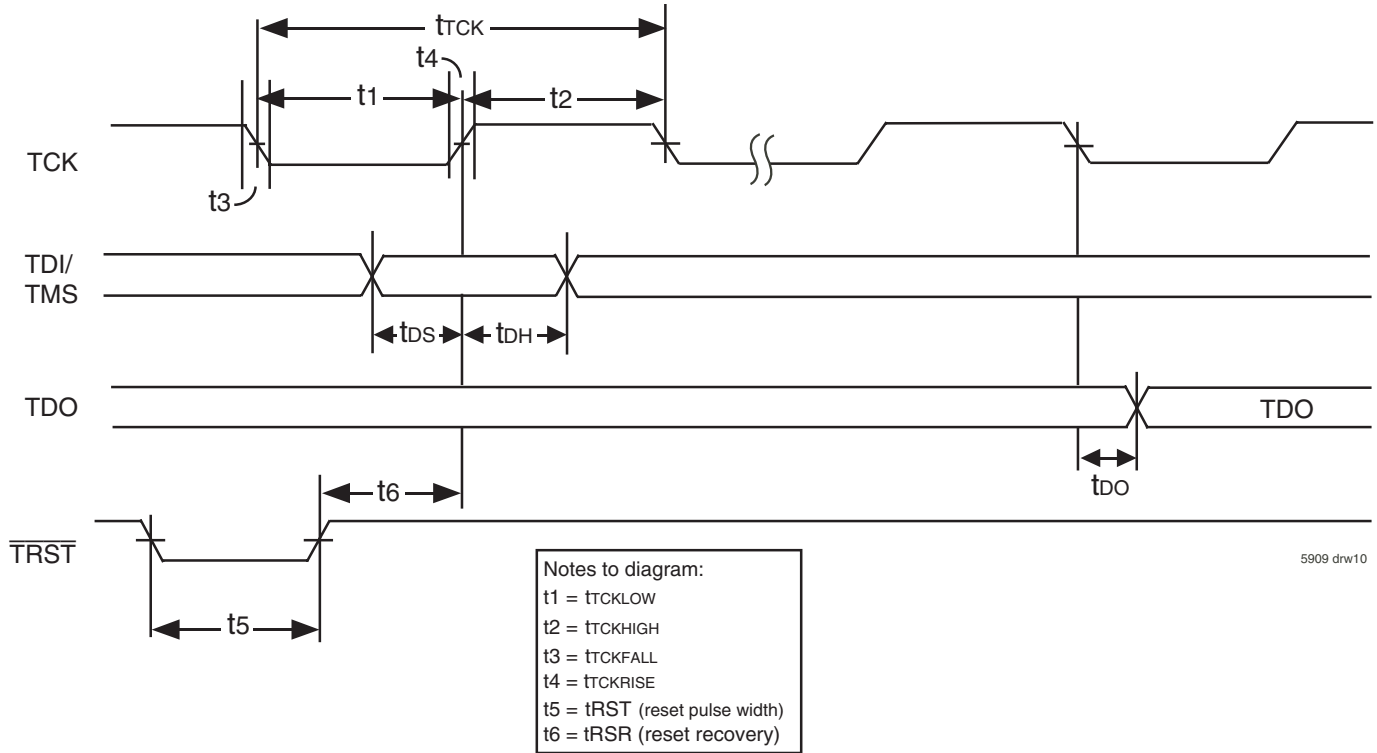 tTCK
t4
t1
t2
TCK
t3
TDI/
TMS
tDS
tDH
TDO
TDO
tDO
t6
TRST
5909 drw10
t5
Notes to diagram:
t1 = tTCKLOW
t2 = tTCKHIGH
t3 = tTCKFALL
t4 = tTCKRISE
t5 = tRST (reset pulse width)
t6 = tRSR (reset recovery)